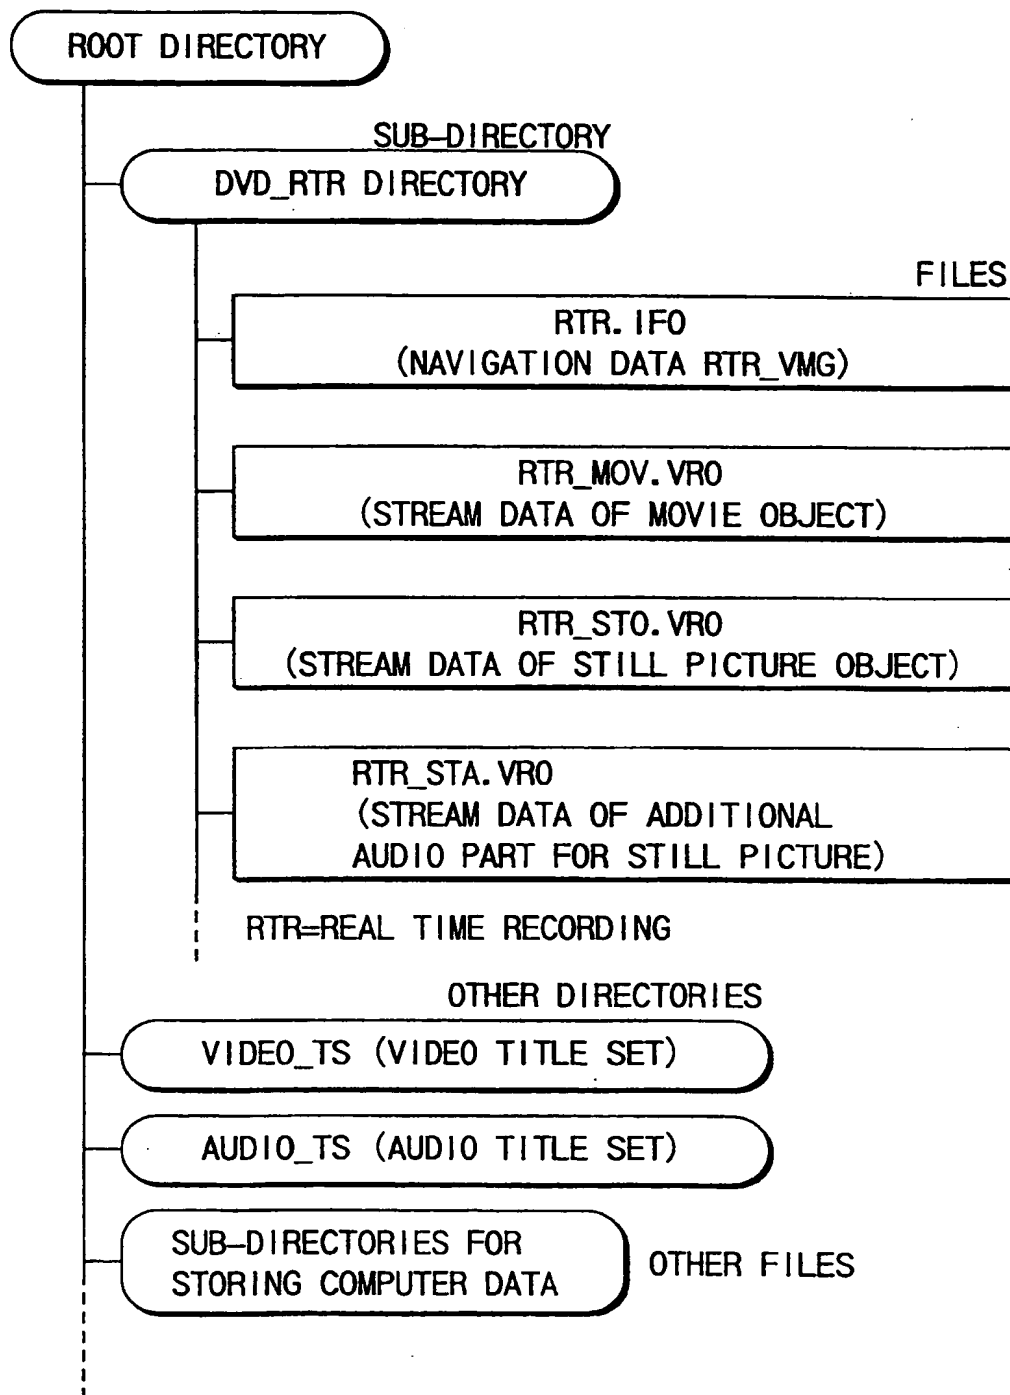 ROOT DIRECTORY
SUB-DIRECTORY
DVD_RTR DIRECTORY
FILES
RTR.IFO
(NAVIGATION DATA RTR_VMG)
RTR_MOV.VRO
(STREAM DATA OF MOVIE OBJECT)
RTR_STO.VRO
(STREAM DATA OF STILL PICTURE OBJECT)
RTR_STA.VRO
(STREAM DATA OF ADDITIONAL
AUDIO PART FOR STILL PICTURE)
RTR=REAL TIME RECORDING
OTHER DIRECTORIES
VIDEO_TS (VIDEO TITLE SET)
AUDIO_TS (AUDIO TITLE SET)
SUB-DIRECTORIES FOR
STORING COMPUTER DATA
OTHER FILES